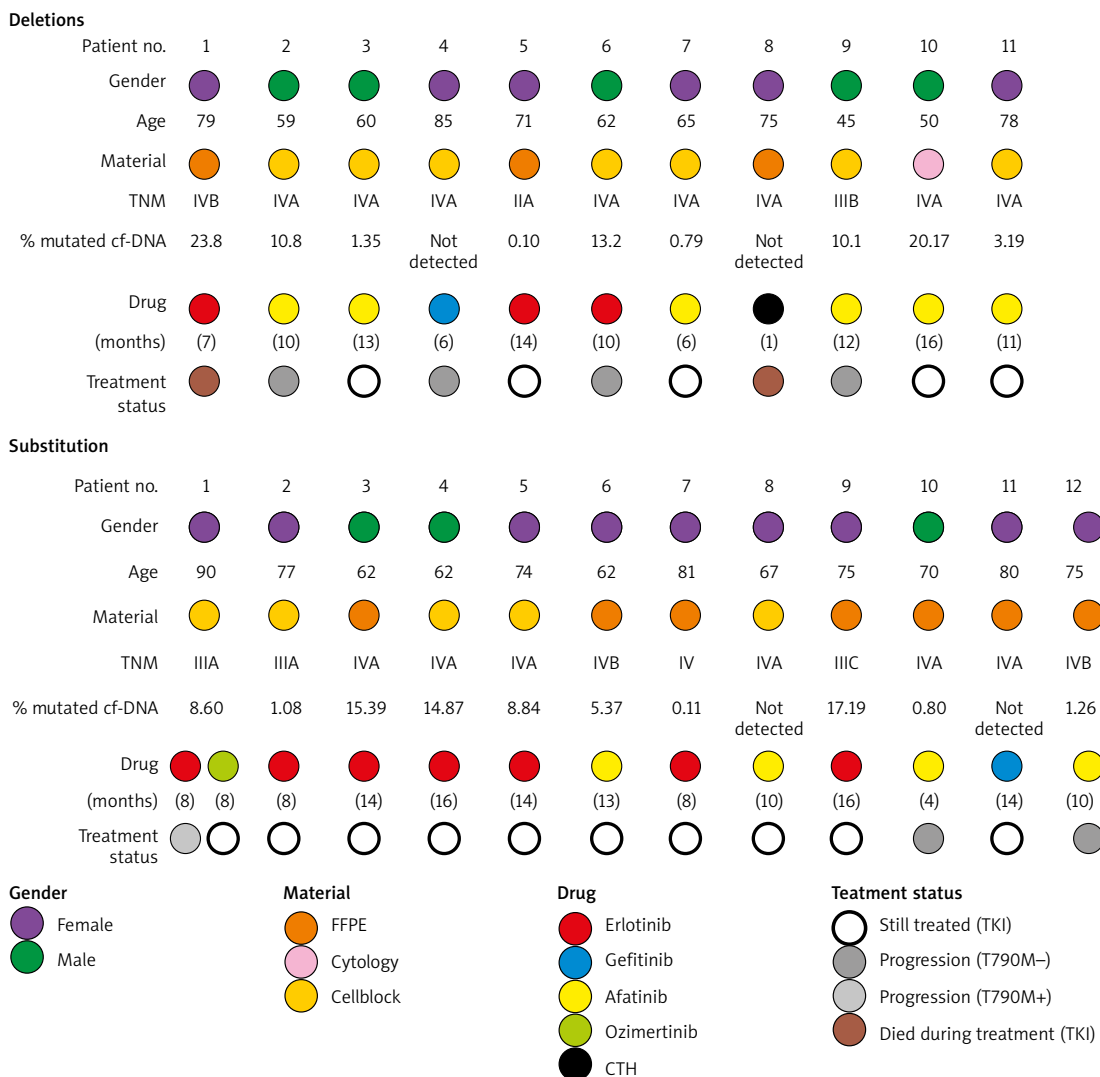 Deletions
Patient no. 1 2 3 4 5 6 7 8 9 10 11
Gender
Age 79 59 60 85 71 62 65 75 45 50 78
Material
TNM IVB IVA IVA IVA IIA IVA IVA IVA IIIB IVA IVA
% mutated cf-DNA 23.8 10.8 1.35 Not 0.10 13.2 0.79 Not 10.1 20.17 3.19
detected detected
Drug
(months) (7) (10) (13) (6) (14) (10) (6) (1) (12) (16) (11)
Treatment
status
Substitution
Patient no. 1 2 3 4 5 6 7 8 9 10 11 12
Gender
Age 90 77 62 62 74 62 81 67 75 70 80 75
Material
TNM IIIA IIIA IVA IVA IVA IVB IV IVA IIIC IVA IVA IVB
% mutated cf-DNA 8.60 1.08 15.39 14.87 8.84 5.37 0.11 Not 17.19 0.80 Not 1.26
detected detected
Drug
(months) (8) (8) (8) (14) (16) (14) (13) (8) (10) (16) (4) (14) (10)
Treatment
status
Gender Material Drug Teatment status
Female FFPE Erlotinib Still treated (TKI)
Male Cytology Gefitinib Progression (T790M–)
Cellblock Afatinib Progression (T790M+)
Ozimertinib Died during treatment (TKI)
CTH